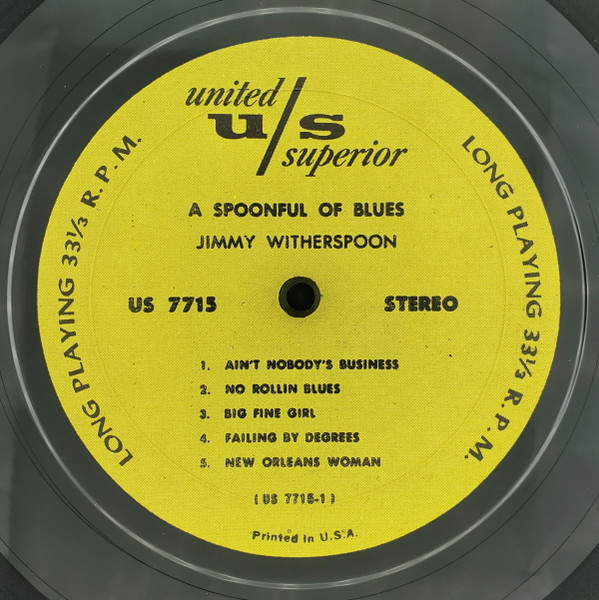 united
u/s
superior
A SPOONFUL OF BLUES
JIMMY WITHERSPOON
US 7715 STEREO
1. AIN'T NOBODY'S BUSINESS
2. NO ROLLIN BLUES
3. BIG FINE GIRL
4. FAILING BY DEGREES
5. NEW ORLEANS WOMAN
( US 7715-1 )
Printed in U.S.A.
LONG PLAYING 33⅓ R.P.M.
LONG PLAYING 33⅓ R.P.M.